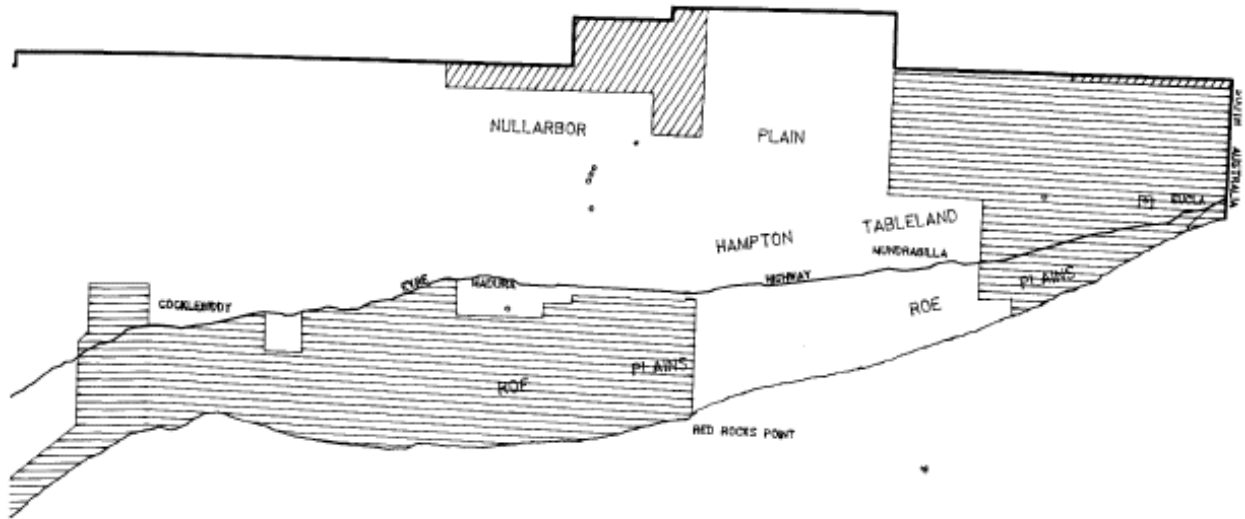 SOUTH AUSTRALIA
NULLARBOR
PLAIN
EUCLA
TABLELAND
HAMPTON
MUNDRABILLA
HIGHWAY
PLAINS
EYRE
MADURA
COCKLEBIDDY
ROE
PLAINS
ROE
RED ROCKS POINT